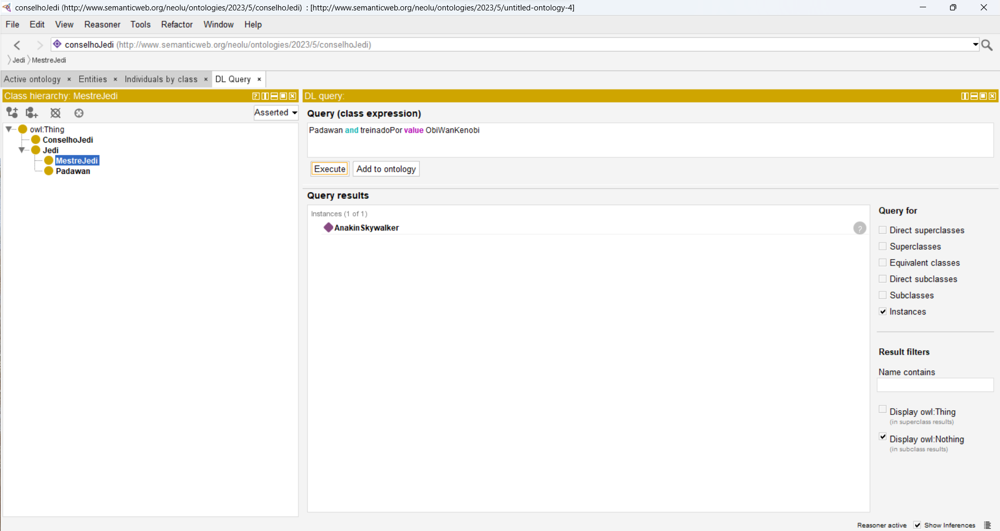 conselhoJedi (http://www.semanticweb.org/neolu/ontologies/2023/5/conselhoJedi) : [http://www.semanticweb.org/neolu/ontologies/2023/5/untitled-ontology-4]
File Edit View Reasoner Tools Refactor Window Help
conselhoJedi (http://www.semanticweb.org/neolu/ontologies/2023/5/conselhoJedi)
Jedi MestreJedi
Active ontology × Entities × Individuals by class × DL Query ×
Class hierarchy: MestreJedi
Asserted
owl:Thing
ConselhoJedi
Jedi
MestreJedi
Padawan
DL query:
Query (class expression)
Padawan and treinadoPor value ObiWanKenobi
Execute Add to ontology
Query results
Instances (1 of 1)
AnakinSkywalker
?
Query for
Direct superclasses
Superclasses
Equivalent classes
Direct subclasses
Subclasses
Instances
Result filters
Name contains
Display owl:Thing
(in superclass results)
Display owl:Nothing
(in subclass results)
Reasoner active Show Inferences